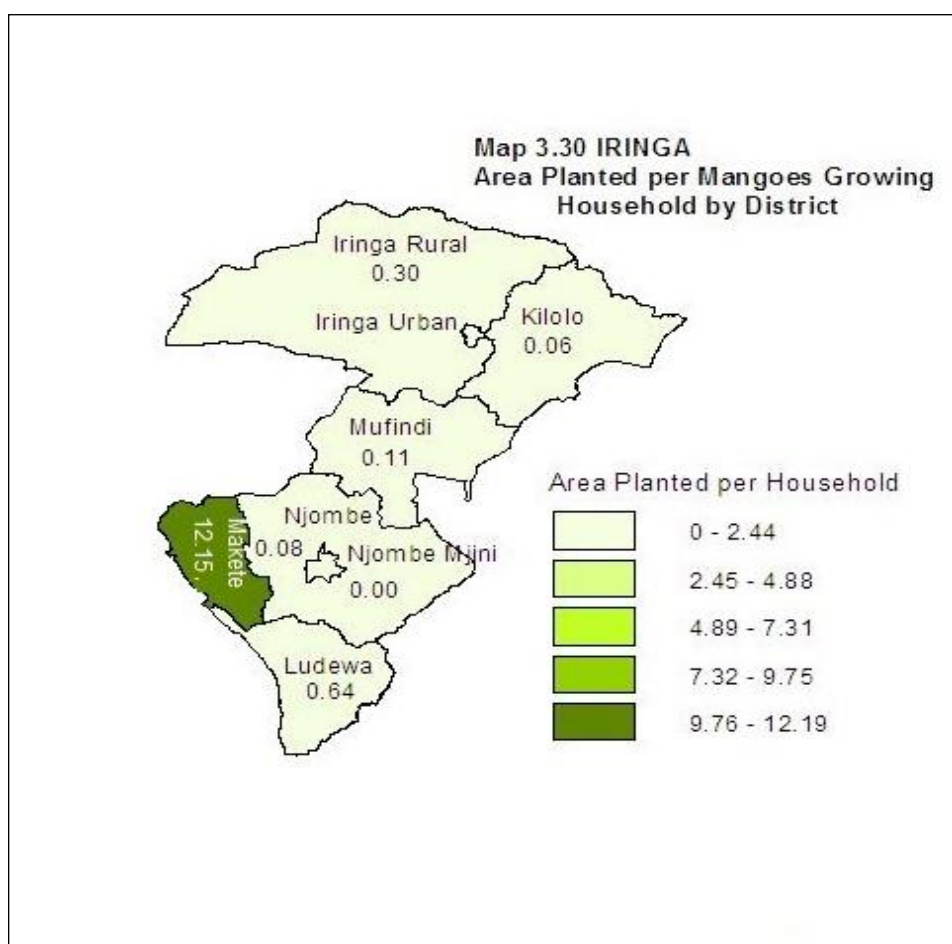 Map 3.30 IRINGA
Area Planted per Mangoes Growing
Household by District
Iringa Rural
0.30
Iringa Urban
Kilolo
0.06
Mufindi
0.11
Njombe
0.08
Njombe Mjini
0.00
Makete
12.15,
Ludewa
0.64
Area Planted per Household
0 - 2.44
2.45 - 4.88
4.89 - 7.31
7.32 - 9.75
9.76 - 12.19